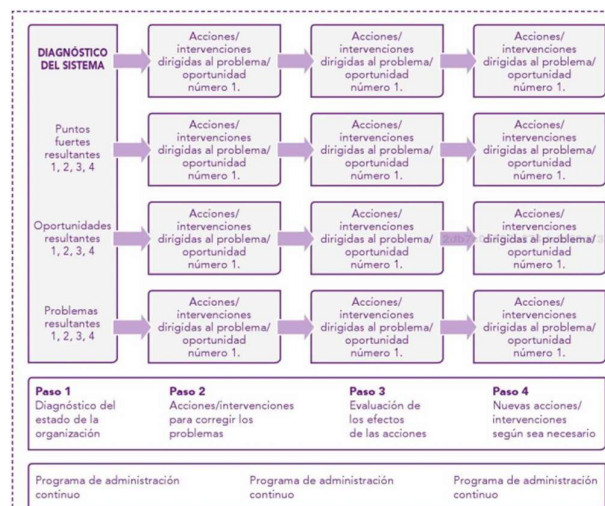 DIAGNÓSTICO
DEL SISTEMA
Puntos
fuertes
resultantes
1, 2, 3, 4
Oportunidades
resultantes
1, 2, 3, 4
Problemas
resultantes
1, 2, 3, 4
Acciones/
intervenciones
dirigidas al problema/
oportunidad
número 1.
Acciones/
intervenciones
dirigidas al problema/
oportunidad
número 1.
Acciones/
intervenciones
dirigidas al problema/
oportunidad
número 1.
Acciones/
intervenciones
dirigidas al problema/
oportunidad
número 1.
Acciones/
intervenciones
dirigidas al problema/
oportunidad
número 1.
Acciones/
intervenciones
dirigidas al problema/
oportunidad
número 1.
Acciones/
intervenciones
dirigidas al problema/
oportunidad
número 1.
Acciones/
intervenciones
dirigidas al problema/
oportunidad
número 1.
Acciones/
intervenciones
dirigidas al problema/
oportunidad
número 1.
Acciones/
intervenciones
dirigidas al problema/
oportunidad
número 1.
Acciones/
intervenciones
dirigidas al problema/
oportunidad
número 1.
Acciones/
intervenciones
dirigidas al problema/
oportunidad
número 1.
Paso 1
Diagnóstico del
estado de la
organización
Paso 2
Acciones/intervenciones
para corregir los
problemas
Paso 3
Evaluación de
los efectos
de las acciones
Paso 4
Nuevas acciones/
intervenciones
según sea necesario
Programa de administración
continuo
Programa de administración
continuo
Programa de administración
continuo